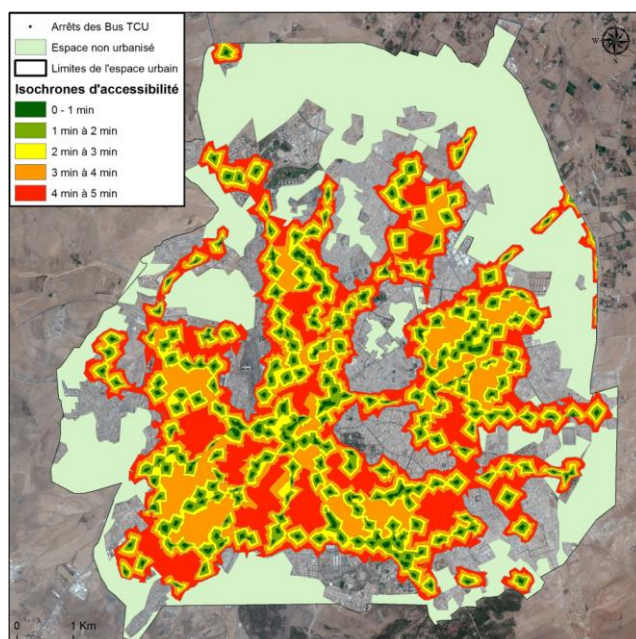 Arrêts des Bus TCU
Espace non urbanisé
Limites de l'espace urbain
Isochrones d'accessibilité
0 - 1 min
1 min à 2 min
2 min à 3 min
3 min à 4 min
4 min à 5 min
N
W
S
0 1 Km